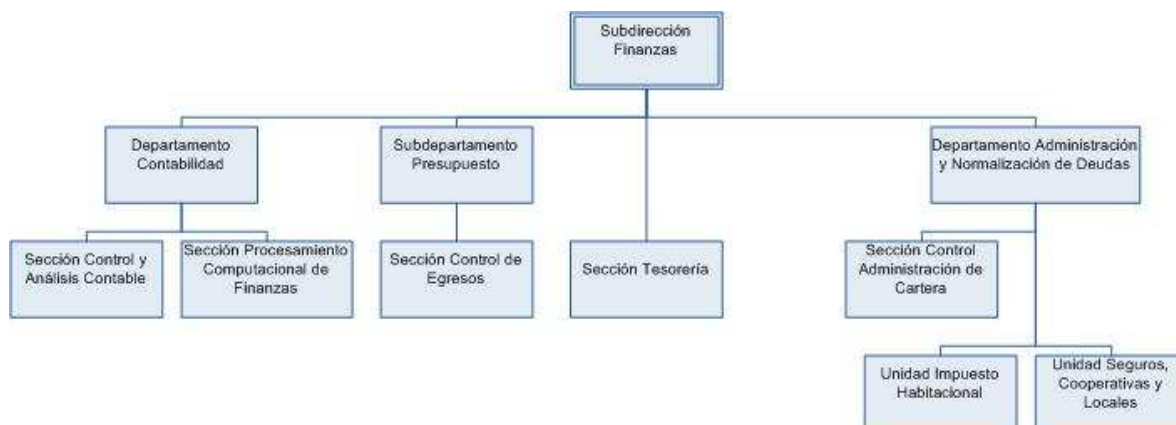 Subdirección
Finanzas
Departamento
Contabilidad
Subdepartamento
Presupuesto
Departamento Administración
y Normalización de Deudas
Sección Control y
Análisis Contable
Sección Procesamiento
Computacional de
Finanzas
Sección Control de
Egresos
Sección Tesorería
Sección Control
Administración de
Cartera
Unidad Impuesto
Habitacional
Unidad Seguros,
Cooperativas y
Locales